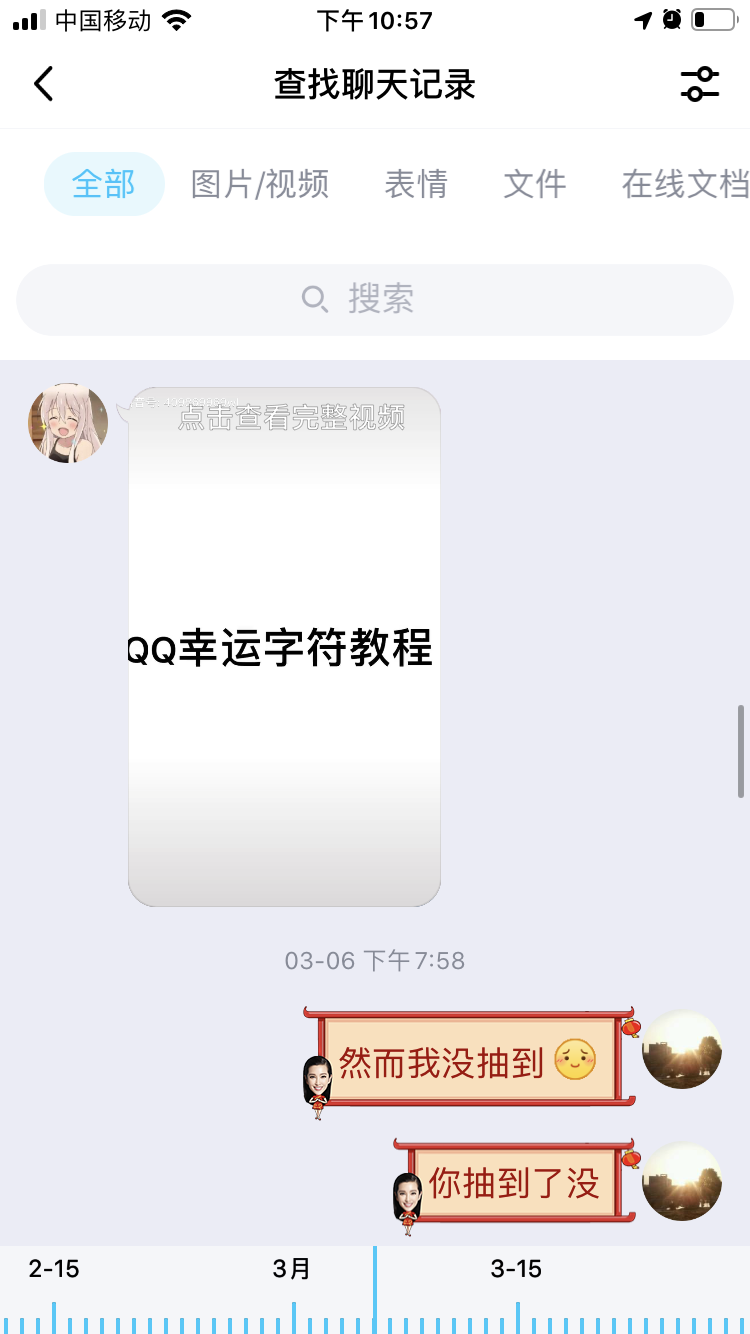 中国移动
下午10:57
查找聊天记录
全部
图片/视频
表情
文件
在线文档
搜索
点击查看完整视频
QQ幸运字符教程
03-06 下午7:58
然而我没抽到
你抽到了没
2-15
3月
3-15